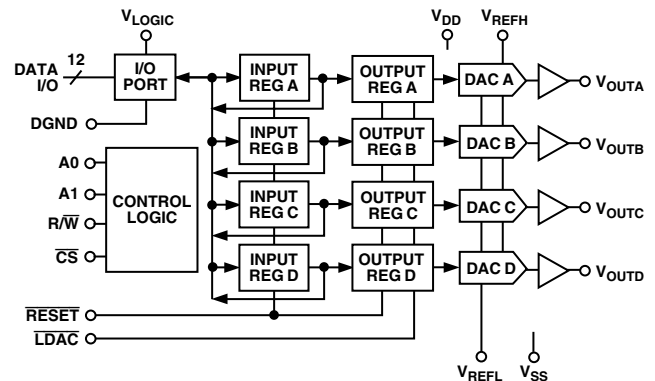 VLOGIC
VDD
VREFH
DATA
I/O
12
I/O
PORT
INPUT
REG A
OUTPUT
REG A
DAC A
VOUTA
DGND
INPUT
REG B
OUTPUT
REG B
DAC B
VOUTB
A0
A1
R/W
CS
CONTROL
LOGIC
INPUT
REG C
OUTPUT
REG C
DAC C
VOUTC
INPUT
REG D
OUTPUT
REG D
DAC D
VOUTD
RESET
LDAC
VREFL
VSS